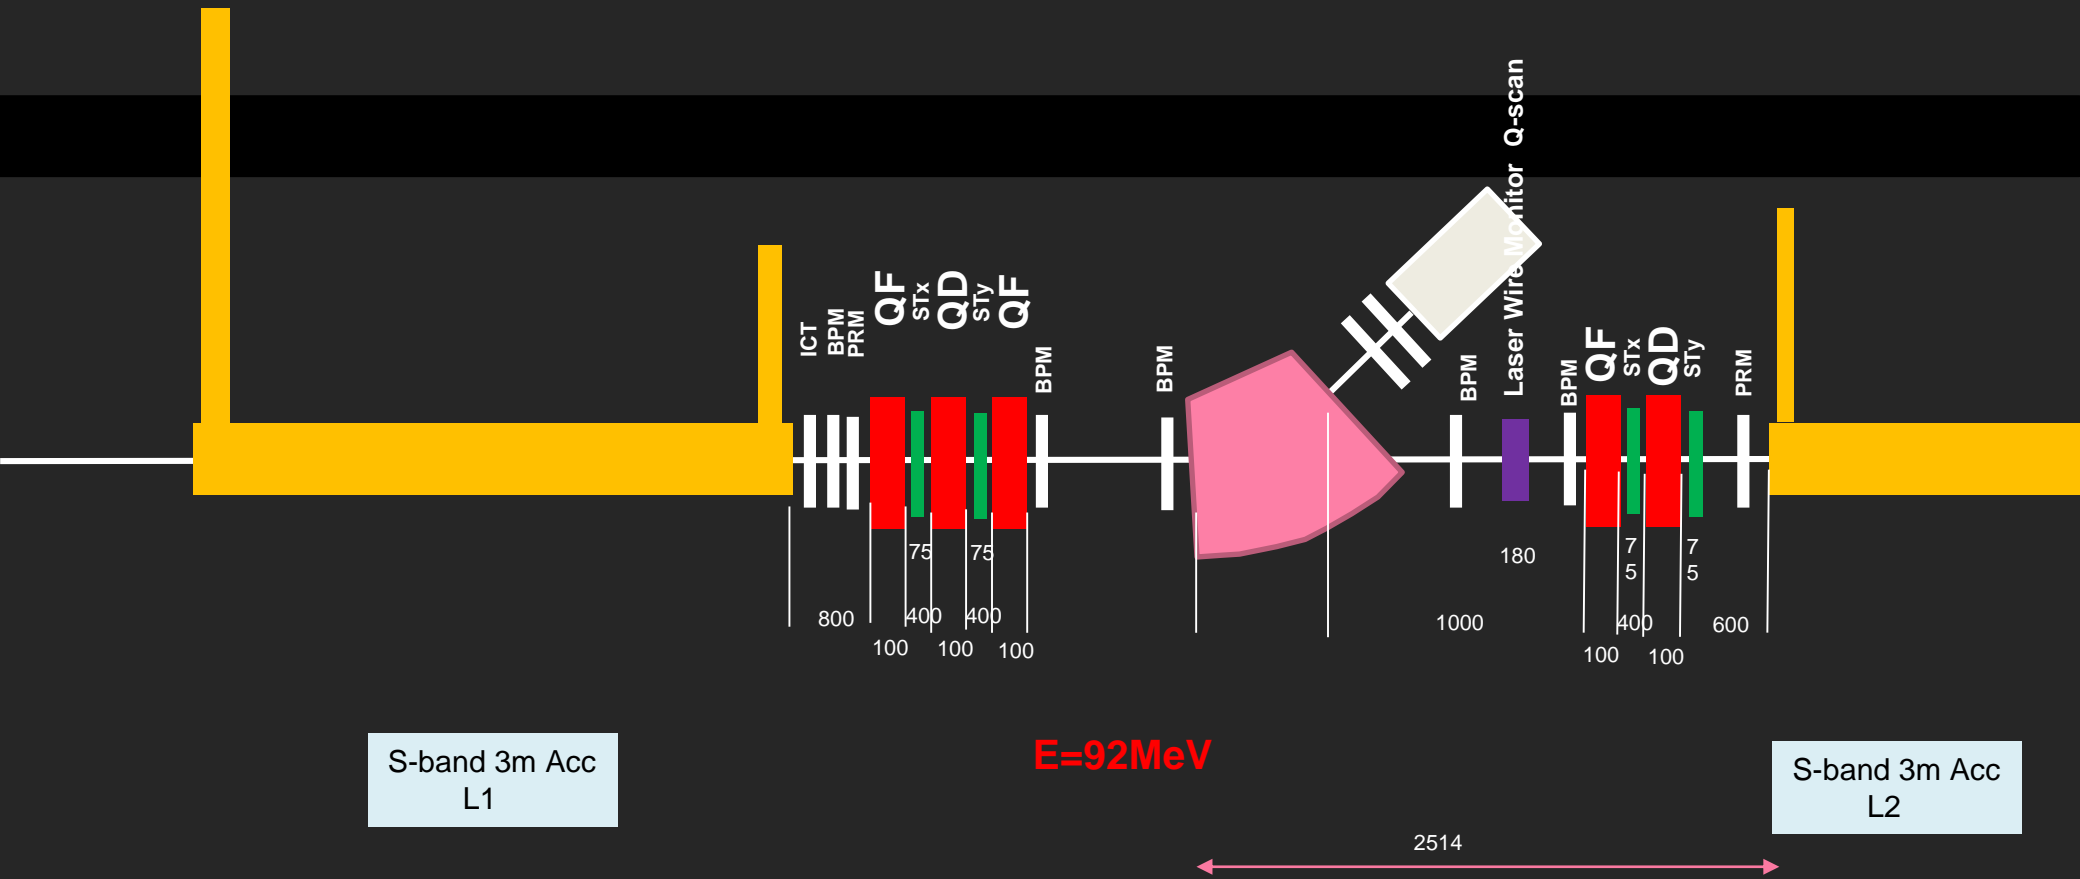 Laser Wire Monitor  Q-scan
ICT
BPM
PRM
QF
STx
QD
STy
QF
BPM
BPM
BPM
BPM
QF
STx
QD
STy
PRM
75
75
180
7
5
7
5
800
400
400
1000
400
600
100
100
100
100
100
E=92MeV
S-band 3m Acc
L1
S-band 3m Acc
L2
2514